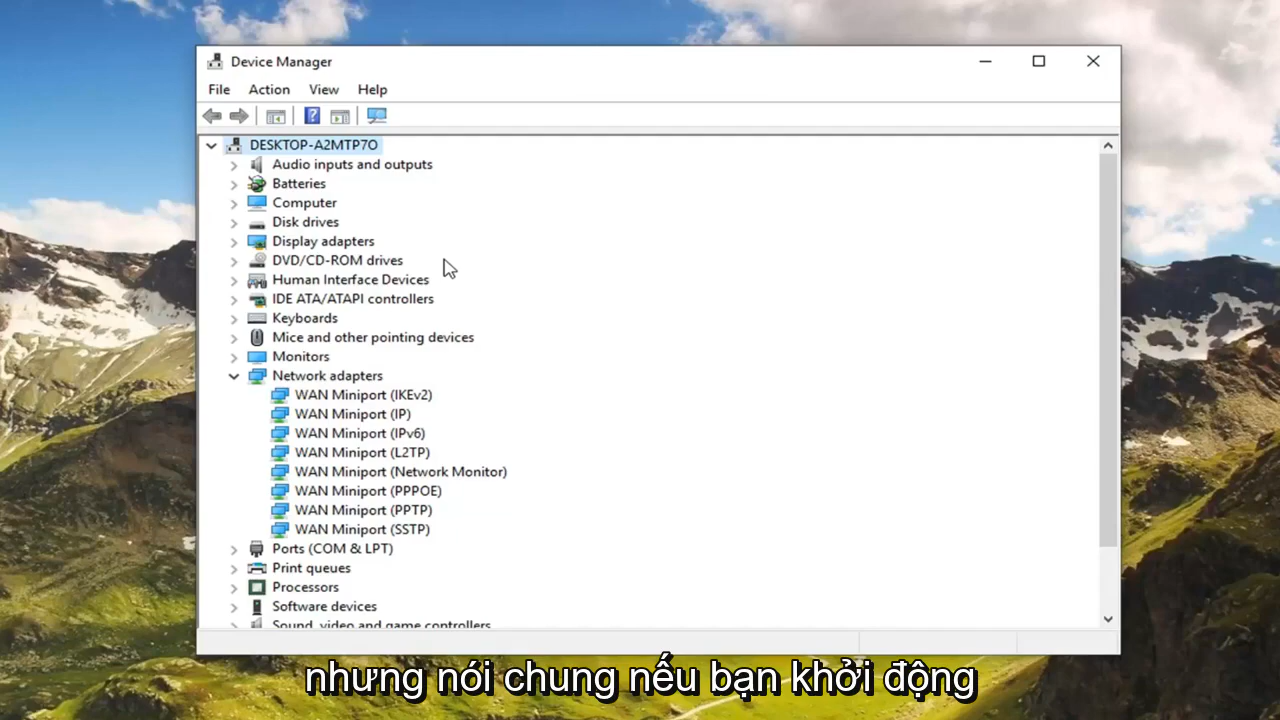 Device Manager
File Action View Help
DESKTOP-A2MTP7O
Audio inputs and outputs
Batteries
Computer
Disk drives
Display adapters
DVD/CD-ROM drives
Human Interface Devices
IDE ATA/ATAPI controllers
Keyboards
Mice and other pointing devices
Monitors
Network adapters
WAN Miniport (IKEv2)
WAN Miniport (IP)
WAN Miniport (IPv6)
WAN Miniport (L2TP)
WAN Miniport (Network Monitor)
WAN Miniport (PPPOE)
WAN Miniport (PPTP)
WAN Miniport (SSTP)
Ports (COM & LPT)
Print queues
Processors
Software devices
Sound, video and game controllers
nhưng nói chung nếu bạn khởi động